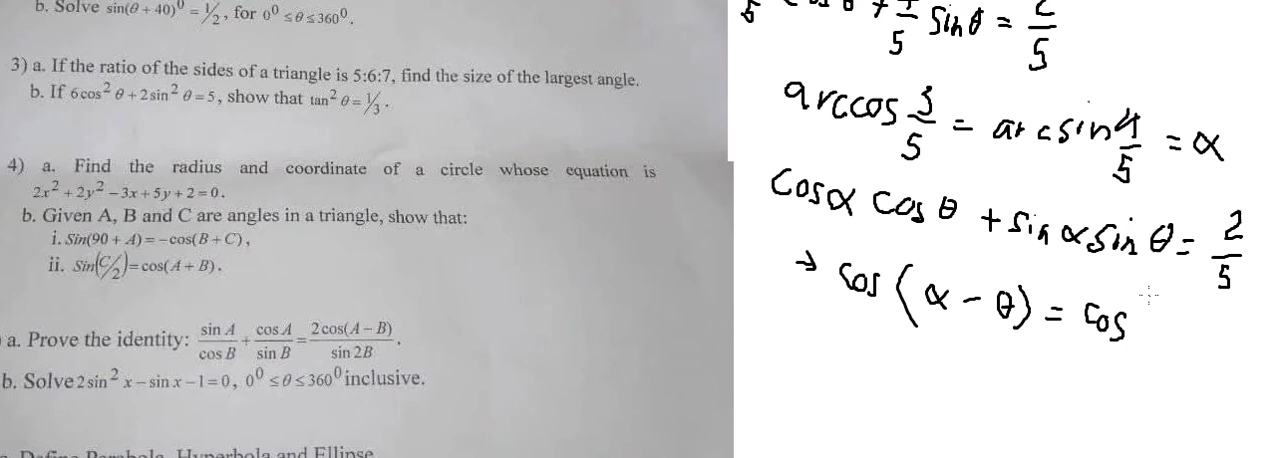 b. Solve sin(θ + 40)⁰ = 1/2, for 0⁰ ≤ θ ≤ 360⁰.
3) a. If the ratio of the sides of a triangle is 5:6:7, find the size of the largest angle.
b. If 6cos² θ + 2sin² θ = 5, show that tan² θ = 1/3.
4) a. Find the radius and coordinate of a circle whose equation is
2x² + 2y² – 3x + 5y + 2 = 0.
b. Given A, B and C are angles in a triangle, show that:
i. Sin(90 + A) = –cos(B + C),
ii. Sin(C/2) = cos(A + B).
a. Prove the identity: sin A/cos B + cos A/sin B = 2cos(A – B)/sin 2B.
b. Solve 2sin² x – sin x – 1 = 0, 0⁰ ≤ θ ≤ 360⁰ inclusive.
Define Parabola, Hyperbola and Ellipse
sin θ = 2/5
arccos 3/5 = arcsin 4/5 = α
cos α cos θ + sin α sin θ = 2/5
→ cos (α – θ) = cos